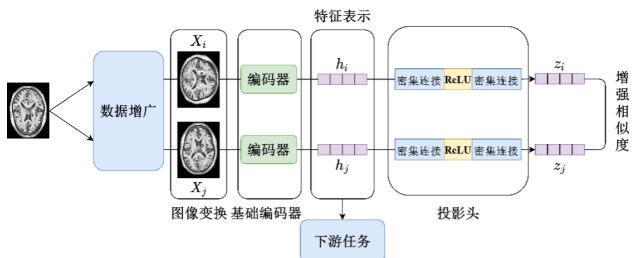 特征表示
X_i
h_i
z_i
编码器
密集连接 ReLU 密集连接
数据增广
增强相似度
编码器
密集连接 ReLU 密集连接
X_j
h_j
z_j
图像变换
基础编码器
投影头
下游任务